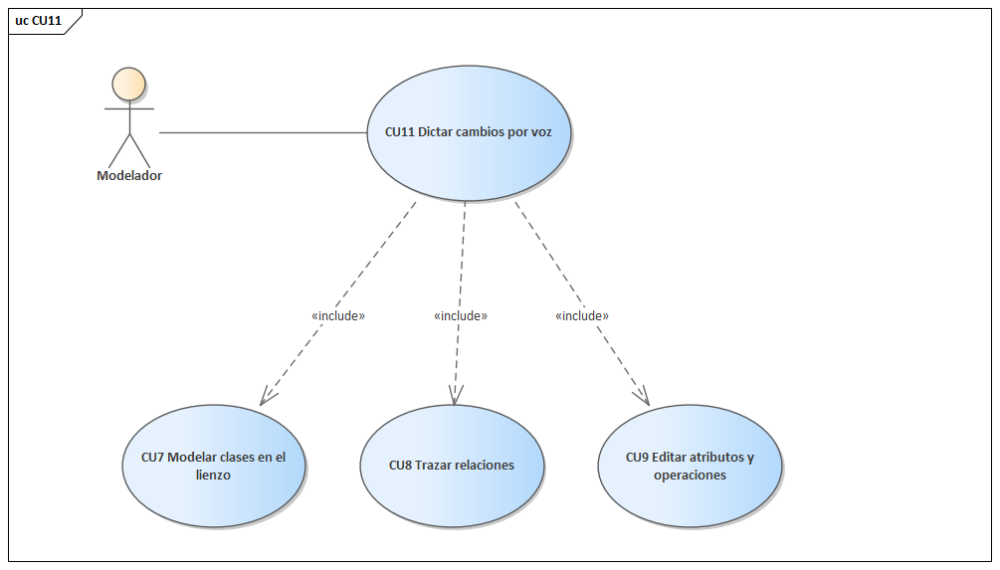 uc CU11
CU11 Dictar cambios por voz
Modelador
«include»
«include»
«include»
CU7 Modelar clases en el
lienzo
CU8 Trazar relaciones
CU9 Editar atributos y
operaciones